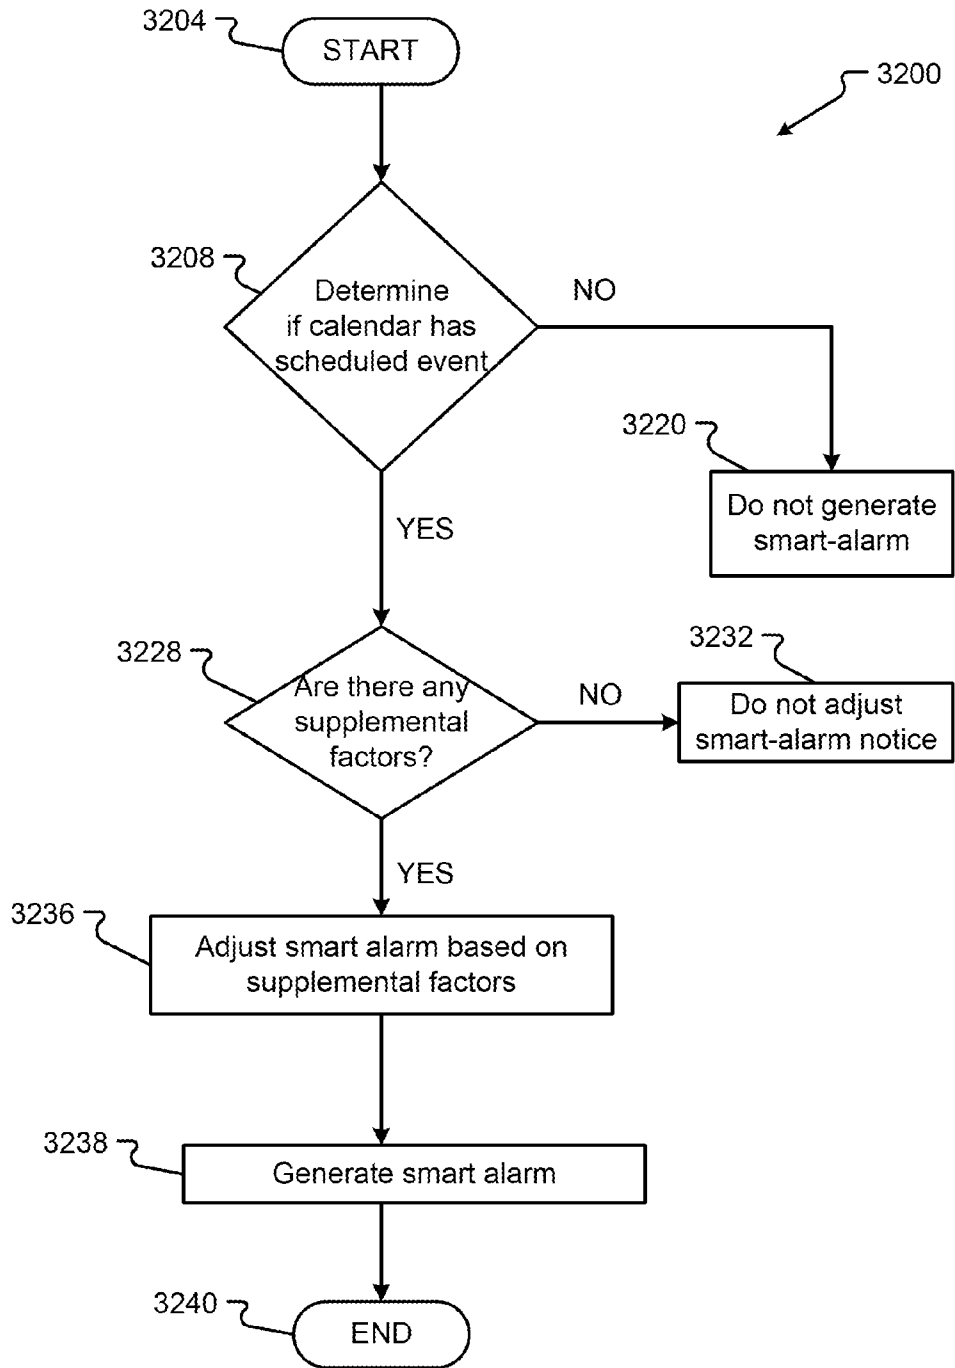 3204
START
3200
3208
Determine
if calendar has
scheduled event
NO
3220
Do not generate
smart-alarm
YES
3228
Are there any
supplemental
factors?
NO
3232
Do not adjust
smart-alarm notice
YES
3236
Adjust smart alarm based on
supplemental factors
3238
Generate smart alarm
3240
END